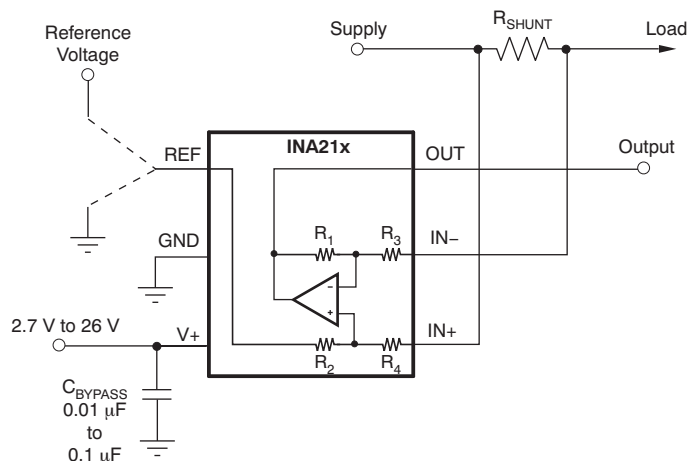 Reference
Voltage
Supply
RSHUNT
Load
REF
INA21x
OUT
Output
GND
R1
R3
IN−
−
+
2.7 V to 26 V
V+
R2
R4
IN+
CBYPASS
0.01 µF
to
0.1 µF